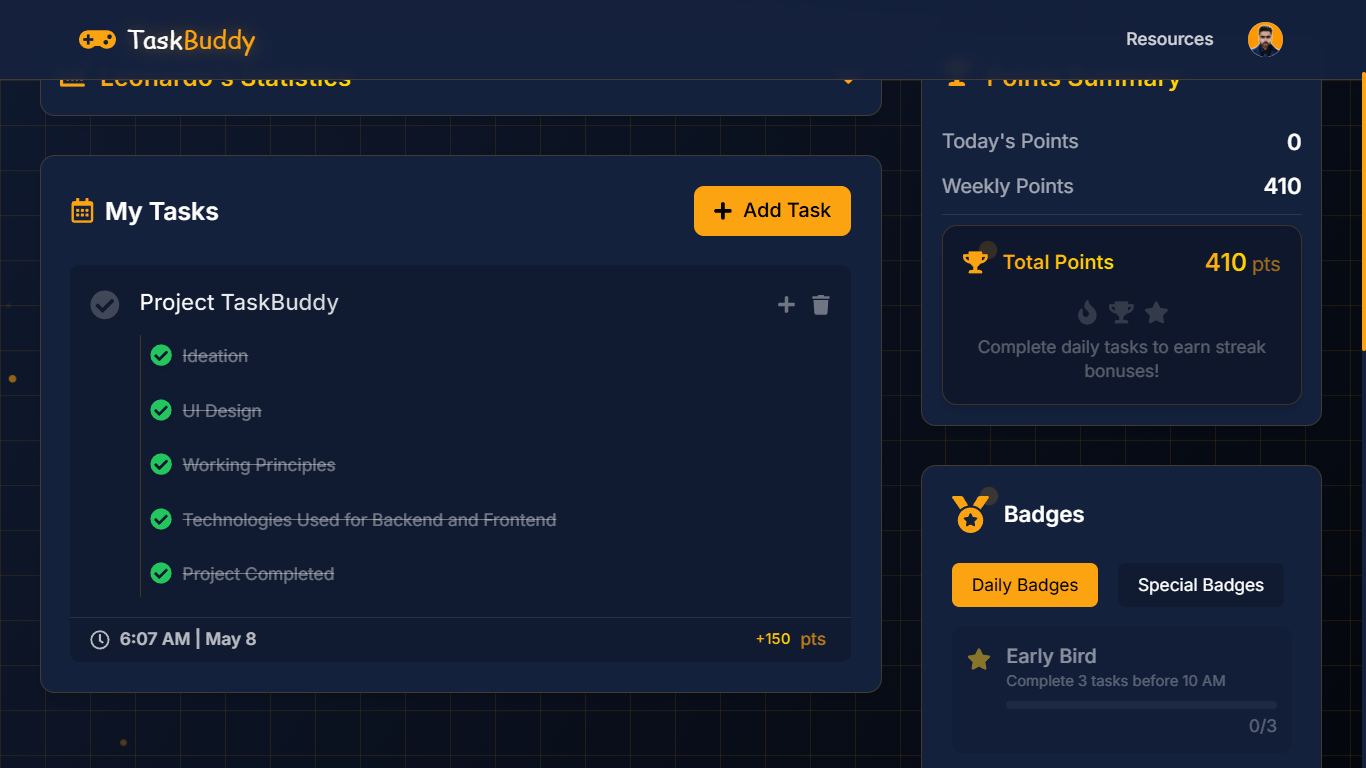 TaskBuddy
Resources
Leonardo's Statistics
My Tasks
Add Task
Project TaskBuddy
Ideation
UI Design
Working Principles
Technologies Used for Backend and Frontend
Project Completed
6:07 AM | May 8
+150 pts
Points Summary
Today's Points 0
Weekly Points 410
Total Points 410 pts
Complete daily tasks to earn streak
bonuses!
Badges
Daily Badges Special Badges
Early Bird
Complete 3 tasks before 10 AM
0/3